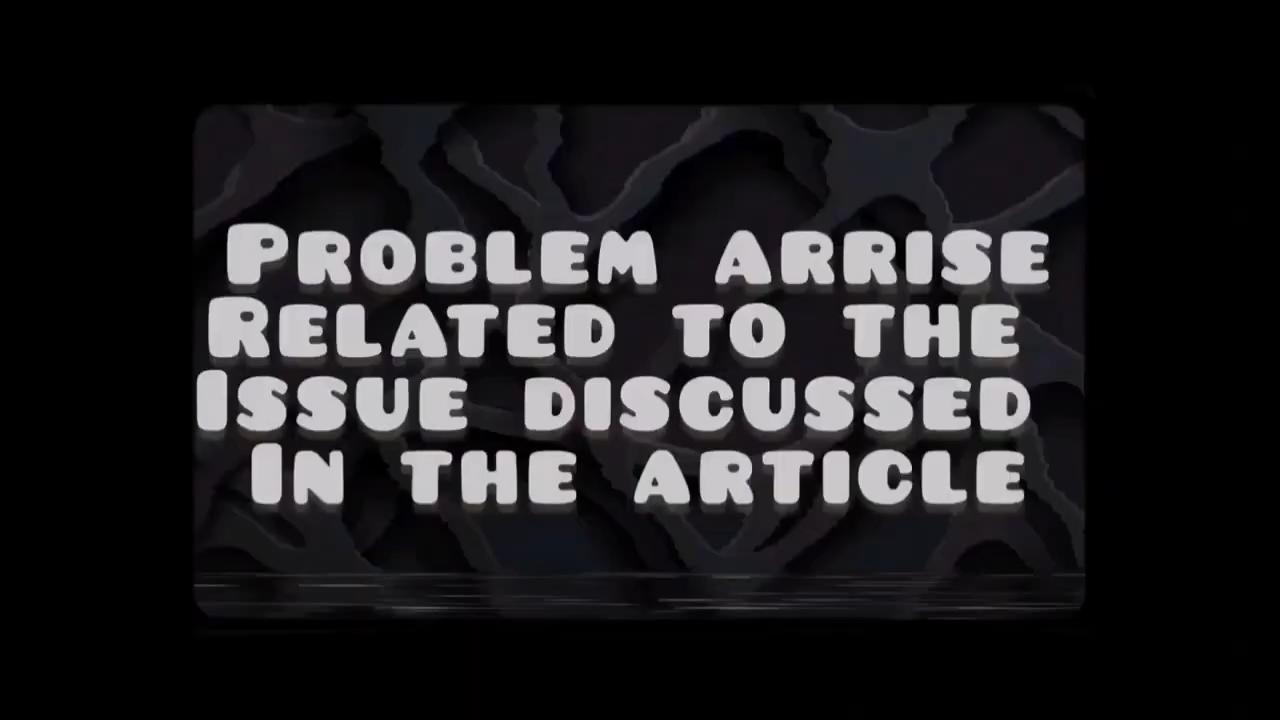 Problem arrise
Related to the
Issue discussed
In the article